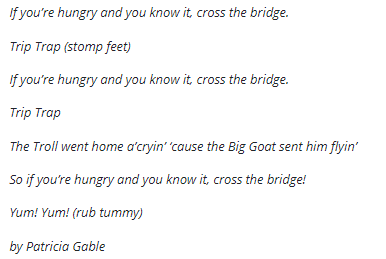 If you're hungry and you know it, cross the bridge.
Trip Trap (stomp feet)
If you're hungry and you know it, cross the bridge.
Trip Trap
The Troll went home a'cryin' 'cause the Big Goat sent him flyin'
So if you're hungry and you know it, cross the bridge!
Yum! Yum! (rub tummy)
by Patricia Gable